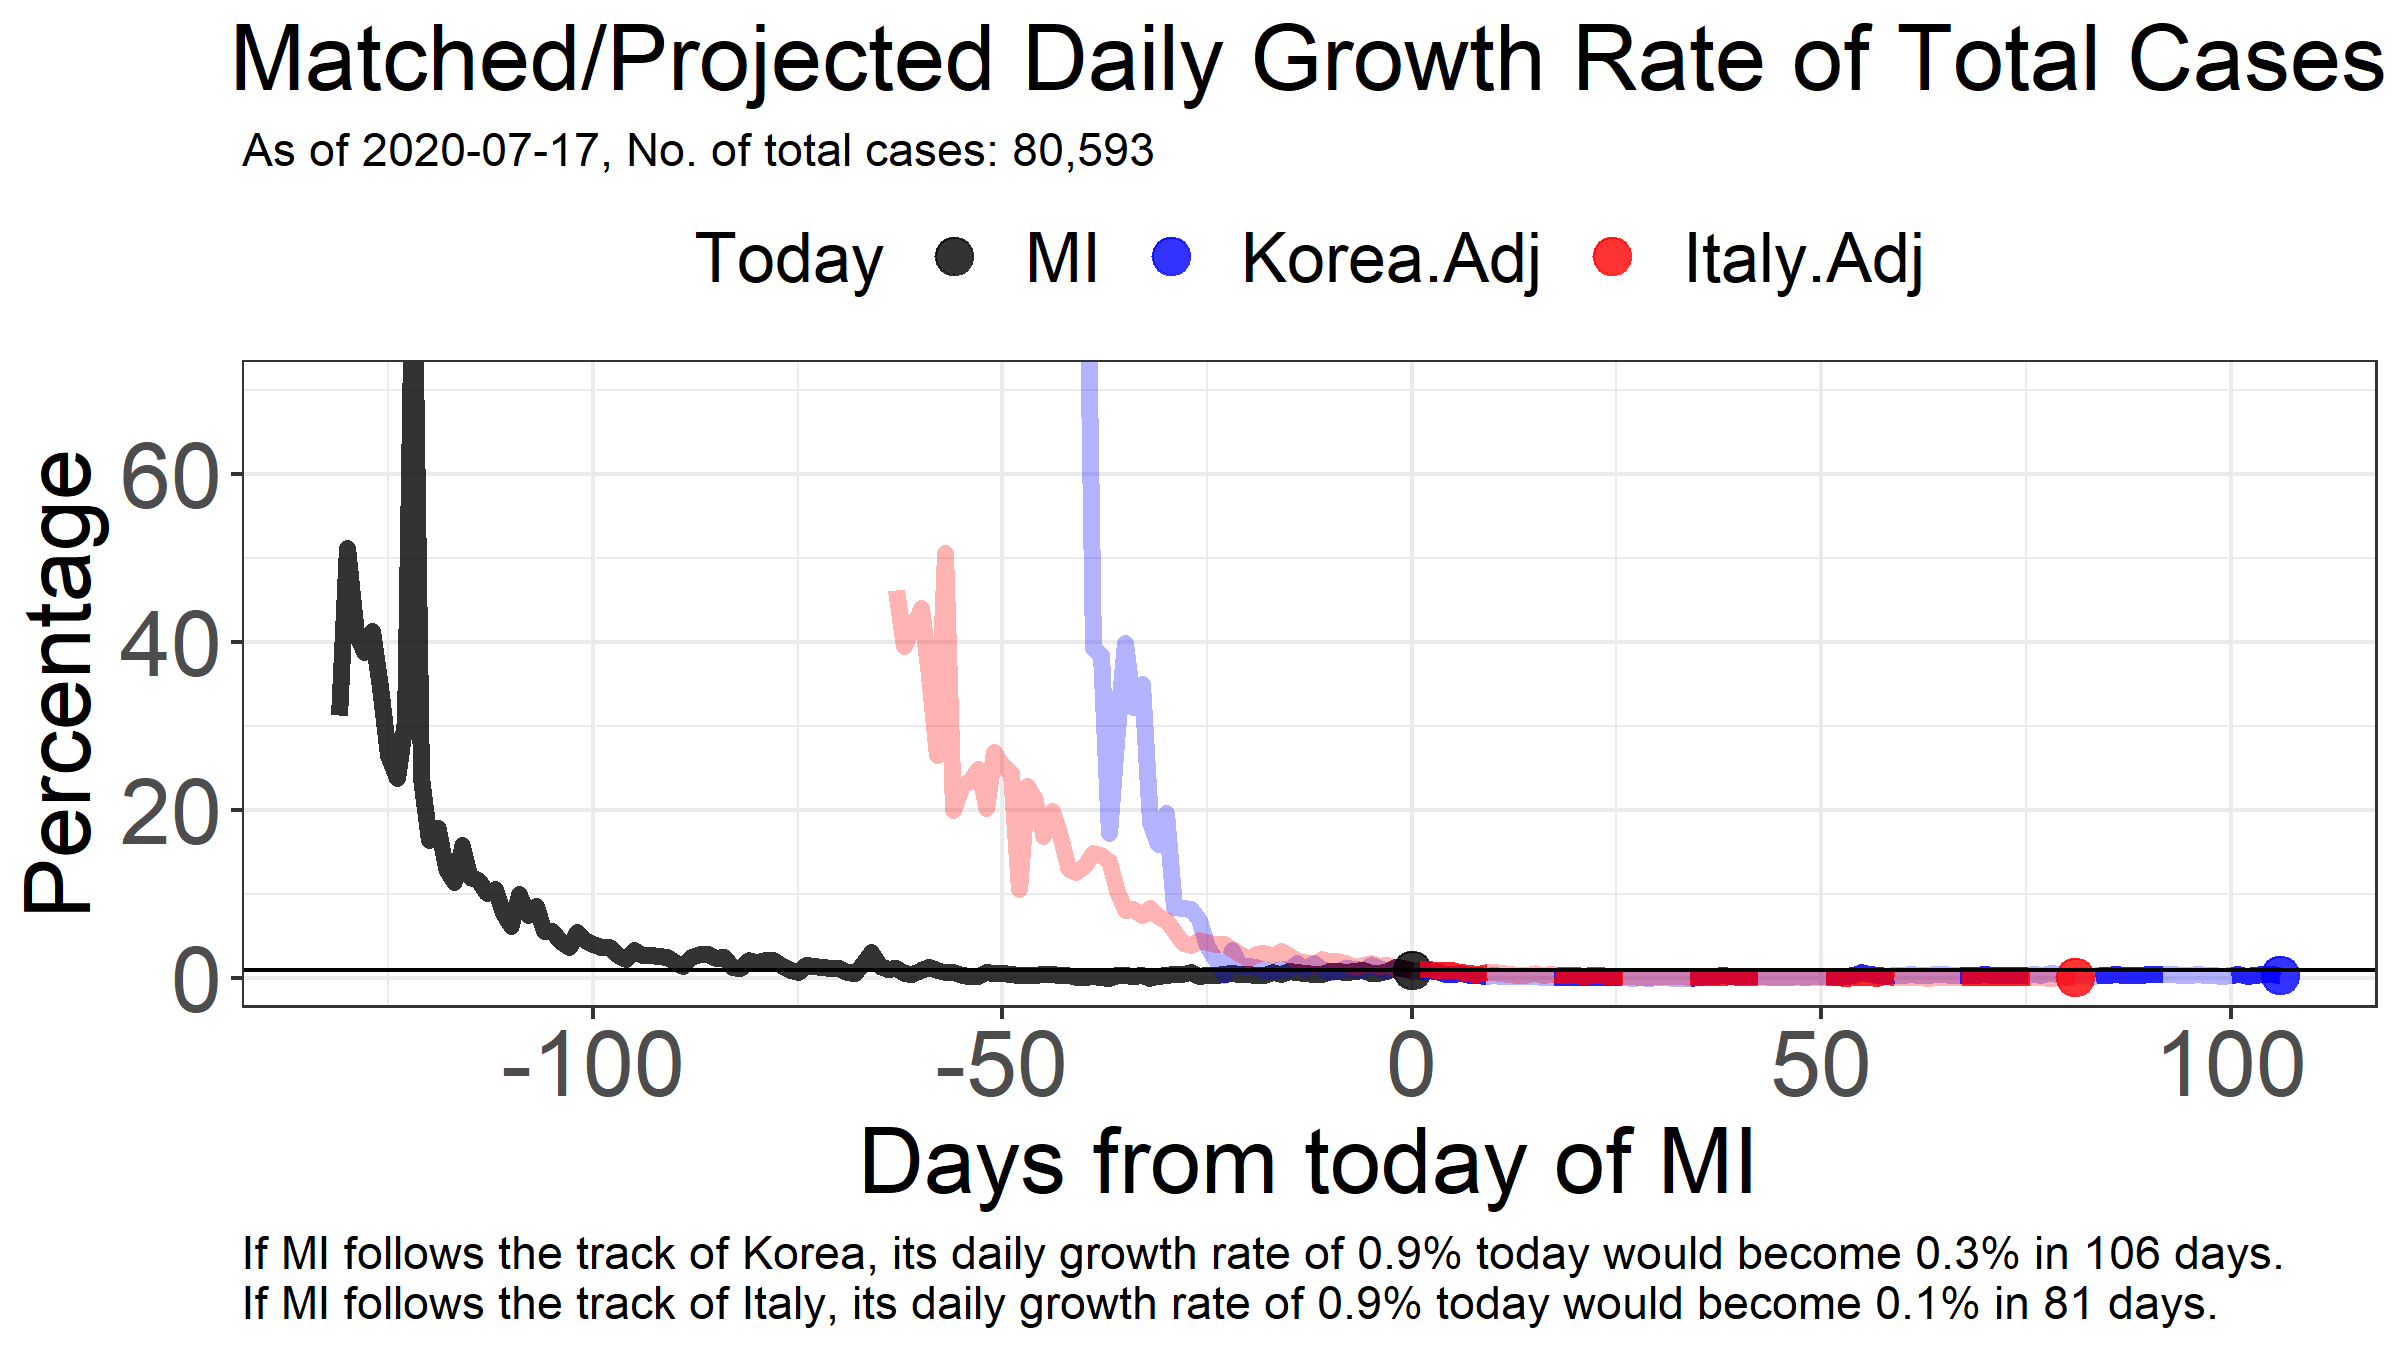 Matched/Projected Daily Growth Rate of Total Cases
As of 2020-07-17, No. of total cases: 80,593
Today MI Korea.Adj Italy.Adj
Percentage
60
40
20
0
-100 -50 0 50 100
Days from today of MI
If MI follows the track of Korea, its daily growth rate of 0.9% today would become 0.3% in 106 days.
If MI follows the track of Italy, its daily growth rate of 0.9% today would become 0.1% in 81 days.